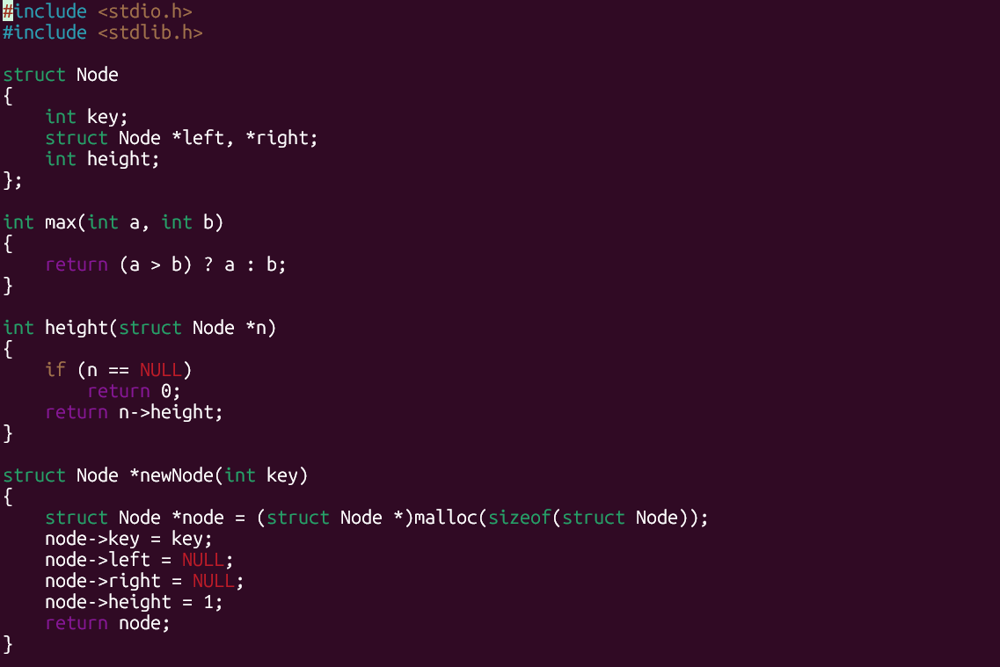 #include <stdio.h>
#include <stdlib.h>

struct Node
{
    int key;
    struct Node *left, *right;
    int height;
};

int max(int a, int b)
{
    return (a > b) ? a : b;
}

int height(struct Node *n)
{
    if (n == NULL)
        return 0;
    return n->height;
}

struct Node *newNode(int key)
{
    struct Node *node = (struct Node *)malloc(sizeof(struct Node));
    node->key = key;
    node->left = NULL;
    node->right = NULL;
    node->height = 1;
    return node;
}